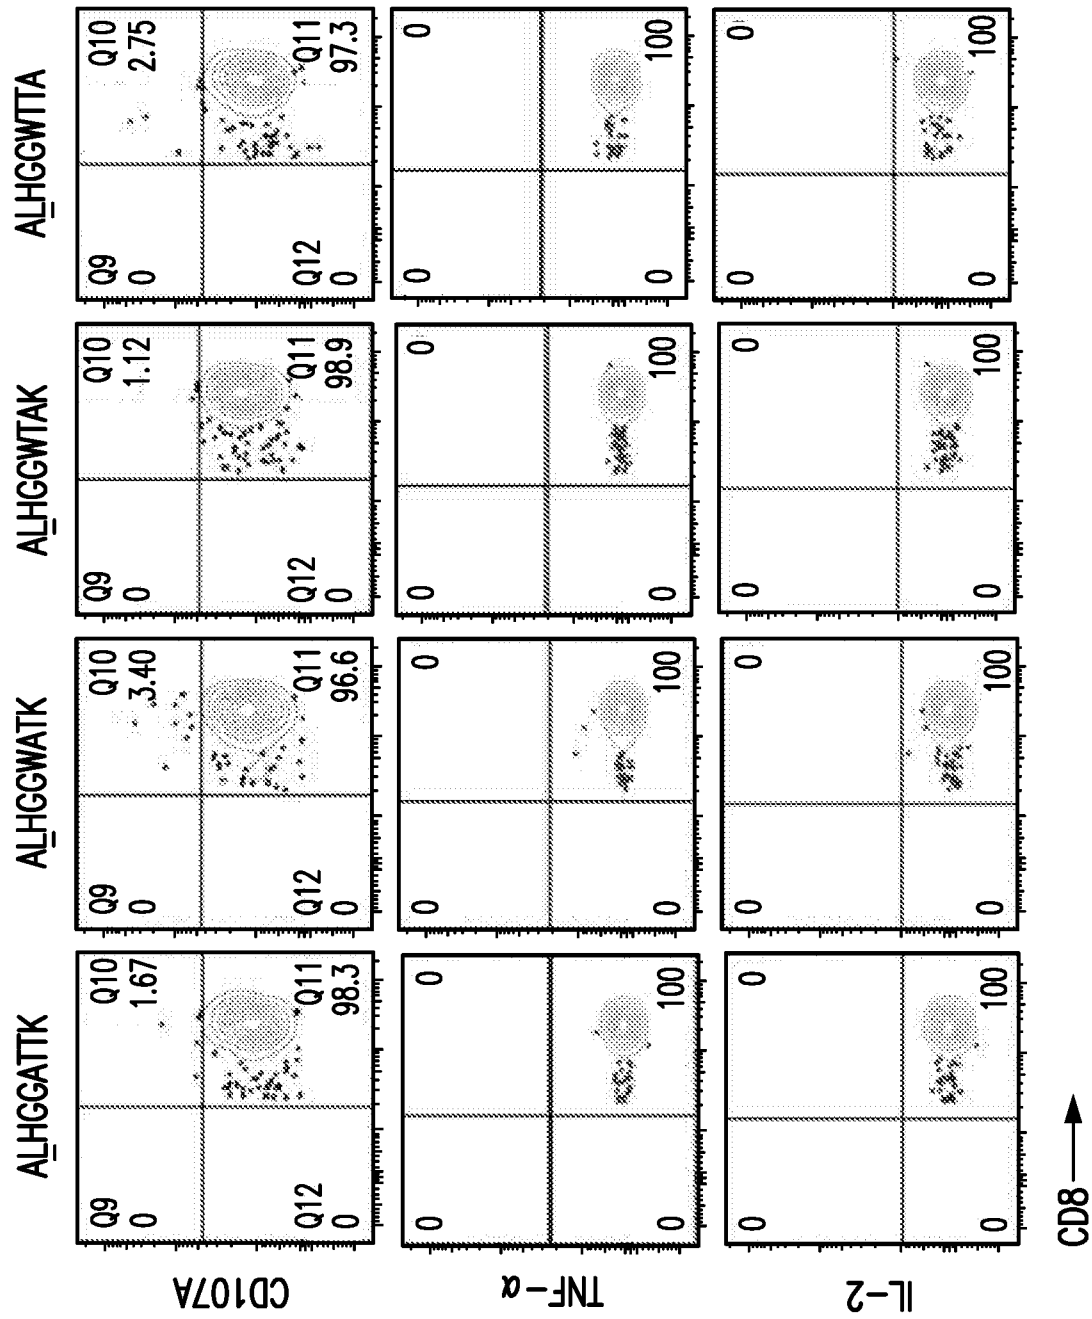 ALHGGATTK ALHGGWATK ALHGGWTAK ALHGGWTTA
Q9 Q10 Q9 Q10 Q9 Q10 Q9 Q10
0 1.67 0 3.40 0 1.12 0 2.75
CD107A
Q12 Q11 Q12 Q11 Q12 Q11 Q12 Q11
0 98.3 0 96.6 0 98.9 0 97.3
0 0 0 0 0 0 0 0
TNF-α
0 100 0 100 0 100 0 100
0 0 0 0 0 0 0 0
IL-2
0 100 0 100 0 100 0 100
CD8 →